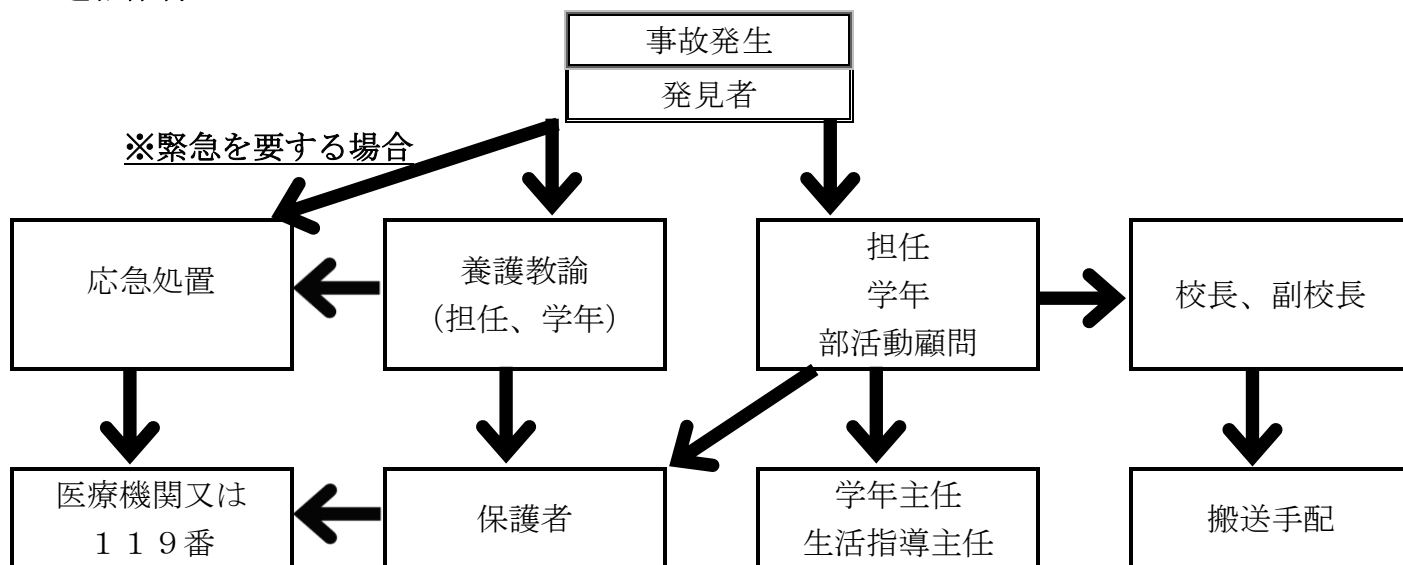 事故発生
発見者
※緊急を要する場合
応急処置
養護教諭
（担任、学年）
担任
学年
部活動顧問
校長、副校長
医療機関又は
１１９番
保護者
学年主任
生活指導主任
搬送手配